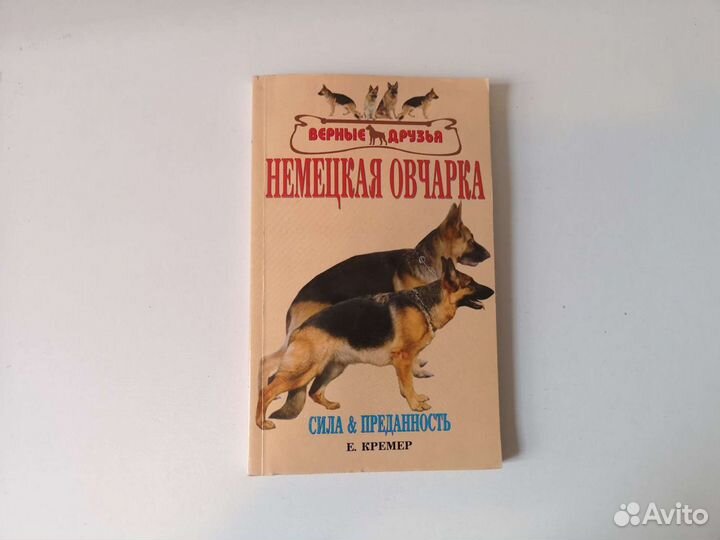 ВЕРНЫЕ ДРУЗЬЯ
НЕМЕЦКАЯ ОВЧАРКА
СИЛА & ПРЕДАННОСТЬ
Е. КРЕМЕР
Avito